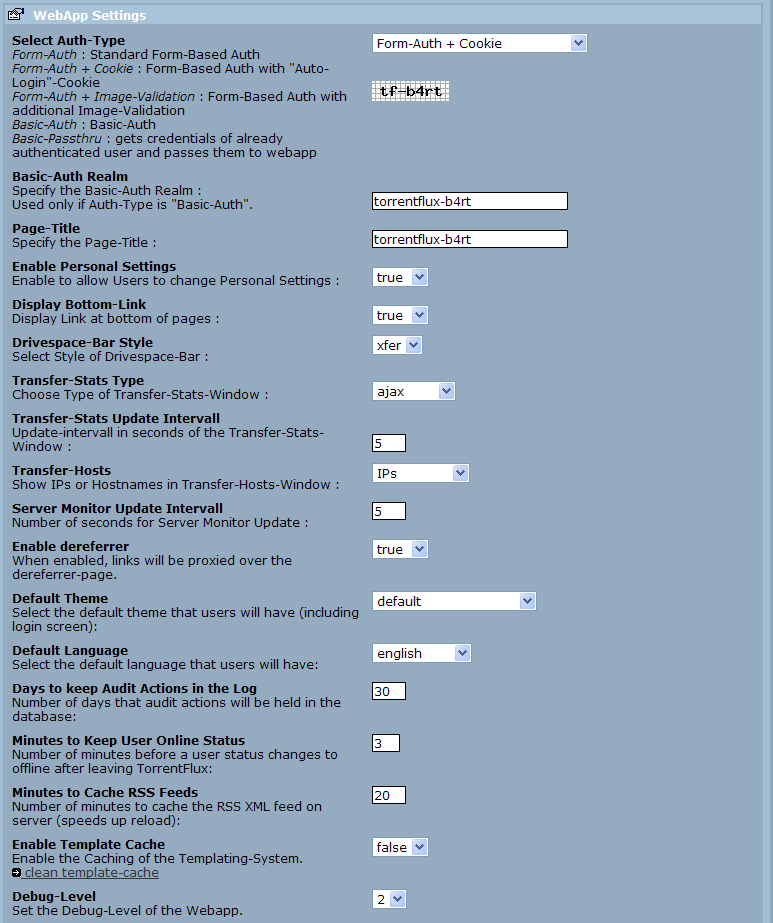 WebApp Settings
Select Auth-Type
Form-Auth + Cookie
Form-Auth : Standard Form-Based Auth
Form-Auth + Cookie : Form-Based Auth with "Auto-
Login"-Cookie
Form-Auth + Image-Validation : Form-Based Auth with
additional Image-Validation
tf-b4rt
Basic-Auth : Basic-Auth
Basic-Passthru : gets credentials of already
authenticated user and passes them to webapp
Basic-Auth Realm
Specify the Basic-Auth Realm :
Used only if Auth-Type is "Basic-Auth".
torrentflux-b4rt
Page-Title
Specify the Page-Title :
torrentflux-b4rt
Enable Personal Settings
Enable to allow Users to change Personal Settings :
true
Display Bottom-Link
Display Link at bottom of pages :
true
Drivespace-Bar Style
Select Style of Drivespace-Bar :
xfer
Transfer-Stats Type
Choose Type of Transfer-Stats-Window :
ajax
Transfer-Stats Update Intervall
Update-intervall in seconds of the Transfer-Stats-
Window :
5
Transfer-Hosts
Show IPs or Hostnames in Transfer-Hosts-Window :
IPs
Server Monitor Update Intervall
Number of seconds for Server Monitor Update :
5
Enable dereferrer
When enabled, links will be proxied over the
dereferrer-page.
true
Default Theme
Select the default theme that users will have (including
login screen):
default
Default Language
Select the default language that users will have:
english
Days to keep Audit Actions in the Log
Number of days that audit actions will be held in the
database:
30
Minutes to Keep User Online Status
Number of minutes before a user status changes to
offline after leaving TorrentFlux:
3
Minutes to Cache RSS Feeds
Number of minutes to cache the RSS XML feed on
server (speeds up reload):
20
Enable Template Cache
Enable the Caching of the Templating-System.
clean template-cache
false
Debug-Level
Set the Debug-Level of the Webapp.
2